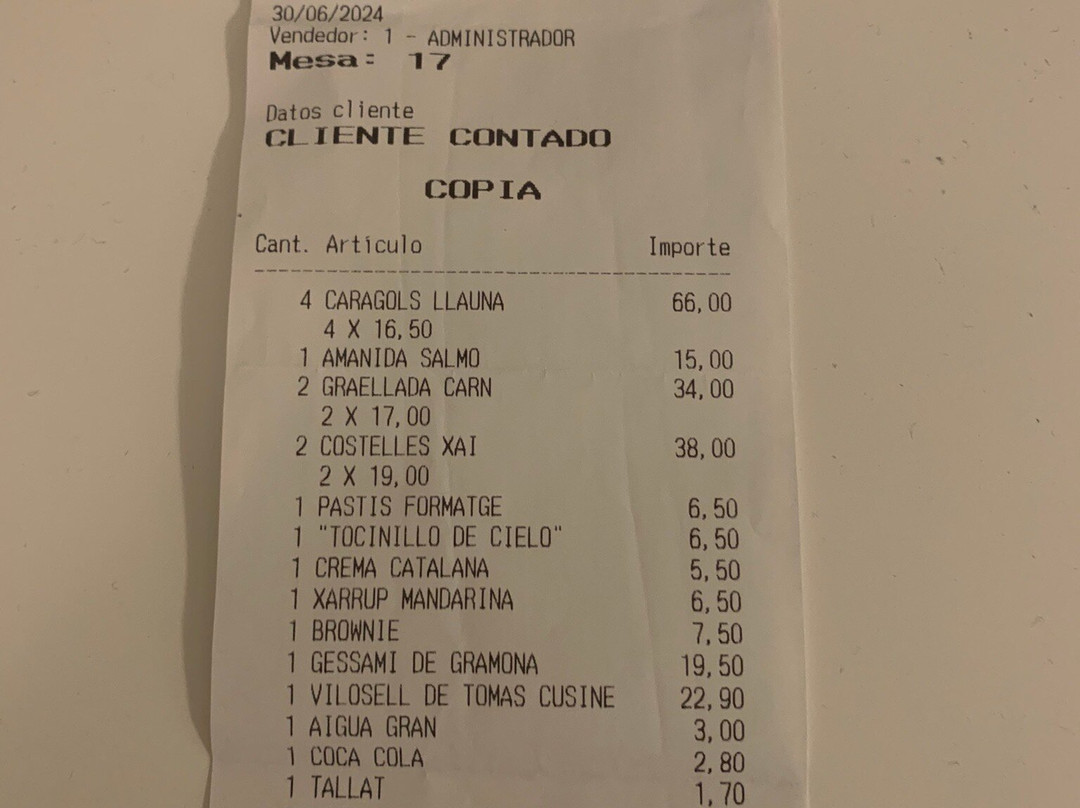 30/06/2024
Vendedor: 1 - ADMINISTRADOR
Mesa: 17
Datos cliente
CLIENTE CONTADO
COPIA
Cant. Artículo Importe
4 CARAGOLS LLAUNA 66,00
4 X 16,50
1 AMANIDA SALMO 15,00
2 GRAELLADA CARN 34,00
2 X 17,00
2 COSTELLES XAI 38,00
2 X 19,00
1 PASTIS FORMATGE 6,50
1 "TOCINILLO DE CIELO" 6,50
1 CREMA CATALANA 5,50
1 XARRUP MANDARINA 6,50
1 BROWNIE 7,50
1 GESSAMI DE GRAMONA 19,50
1 VILOSELL DE TOMAS CUSINE 22,90
1 AIGUA GRAN 3,00
1 COCA COLA 2,80
1 TALLAT 1,70